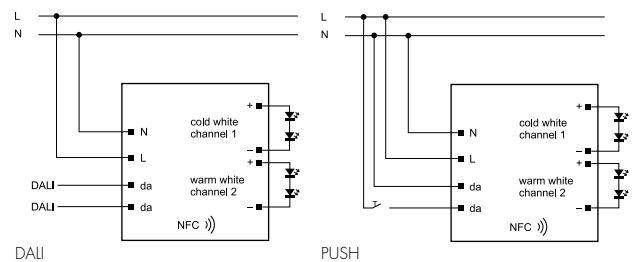 L
N
+
cold white
channel 1
N
−
L
+
DALI
da
warm white
channel 2
DALI
da
−
NFC
DALI
L
N
+
cold white
channel 1
N
−
L
+
da
warm white
channel 2
da
−
NFC
PUSH